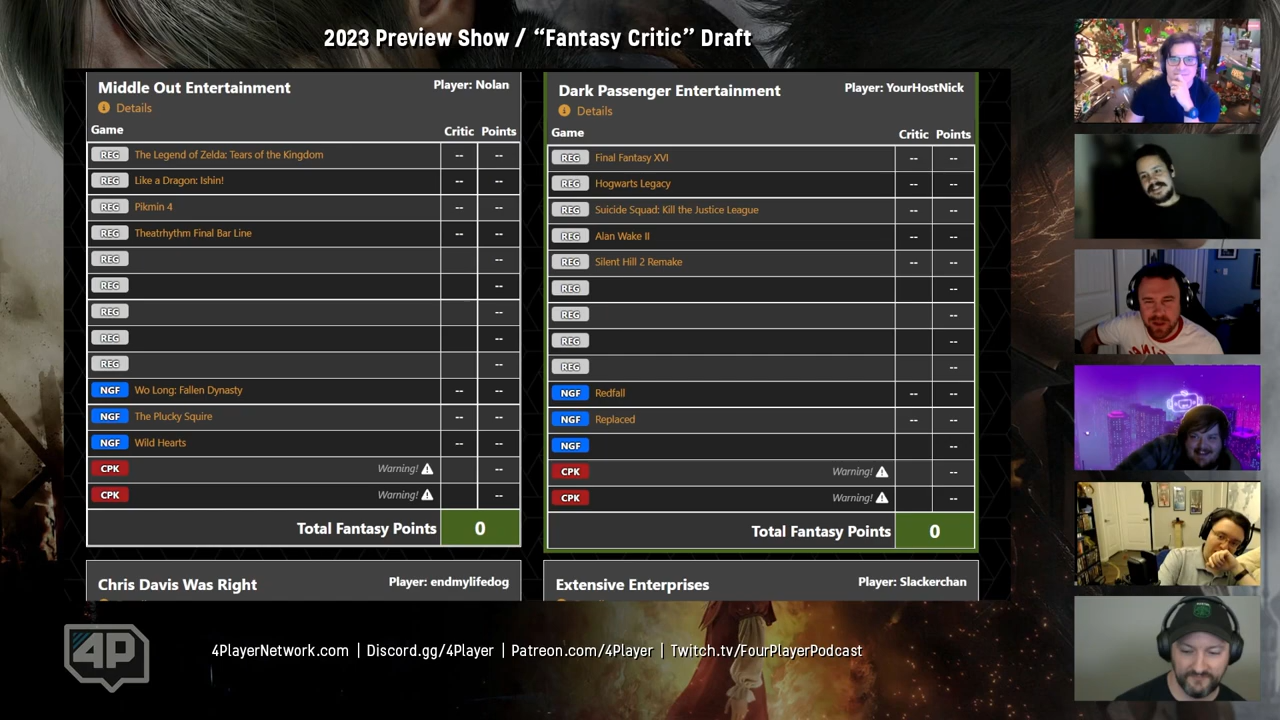 2023 Preview Show / “Fantasy Critic” Draft
Middle Out Entertainment
Player: Nolan
Details
Game Critic Points
REG The Legend of Zelda: Tears of the Kingdom -- --
REG Like a Dragon: Ishin! -- --
REG Pikmin 4 -- --
REG Theatrhythm Final Bar Line -- --
REG --
REG --
REG --
REG --
REG --
NGF Wo Long: Fallen Dynasty -- --
NGF The Plucky Squire -- --
NGF Wild Hearts -- --
CPK Warning! --
CPK Warning! --
Total Fantasy Points 0
Dark Passenger Entertainment
Player: YourHostNick
Details
Game Critic Points
REG Final Fantasy XVI -- --
REG Hogwarts Legacy -- --
REG Suicide Squad: Kill the Justice League -- --
REG Alan Wake II -- --
REG Silent Hill 2 Remake -- --
REG --
REG --
REG --
REG --
NGF Redfall -- --
NGF Replaced -- --
NGF --
CPK Warning! --
CPK Warning! --
Total Fantasy Points 0
Chris Davis Was Right
Player: endmylifedog
Extensive Enterprises
Player: Slackerchan
4P
4PlayerNetwork.com | Discord.gg/4Player | Patreon.com/4Player | Twitch.tv/FourPlayerPodcast